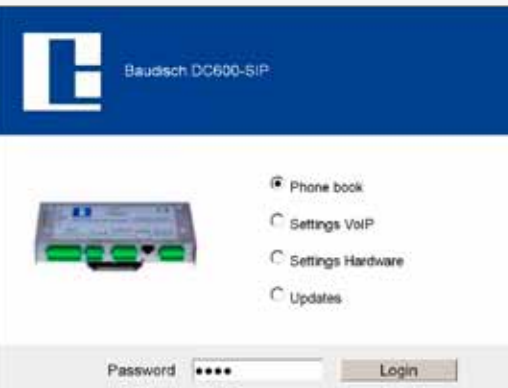 Baudisch.DC600-SIP
Phone book
Settings VoIP
Settings Hardware
Updates
Password ●●●● Login